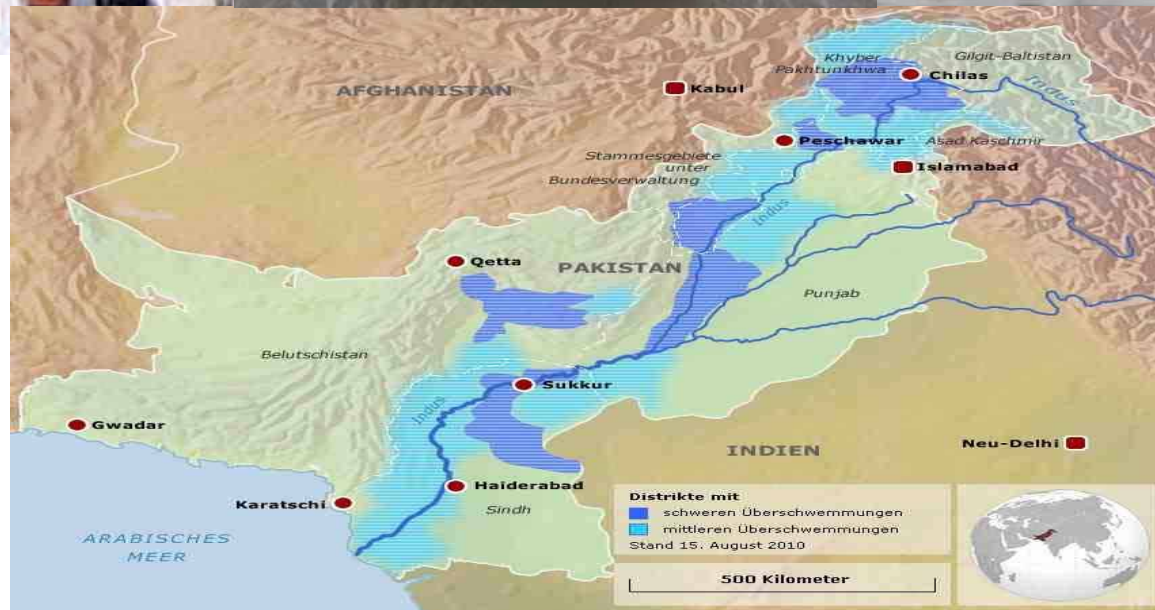 Khyber
Pakhtunkhwa
Gilgit-Baltistan
Chilas
Indus
AFGHANISTAN
Kabul
Peschawar
Asad Kaschmir
Stammesgebiete
unter
Bundesverwaltung
Islamabad
Indus
Qetta
PAKISTAN
Punjab
Belutschistan
Sukkur
Indus
Gwadar
INDIEN
Neu-Delhi
Haiderabad
Karatschi
Sindh
ARABISCHES
MEER
Distrikte mit
schweren Überschwemmungen
mittleren Überschwemmungen
Stand 15. August 2010
500 Kilometer